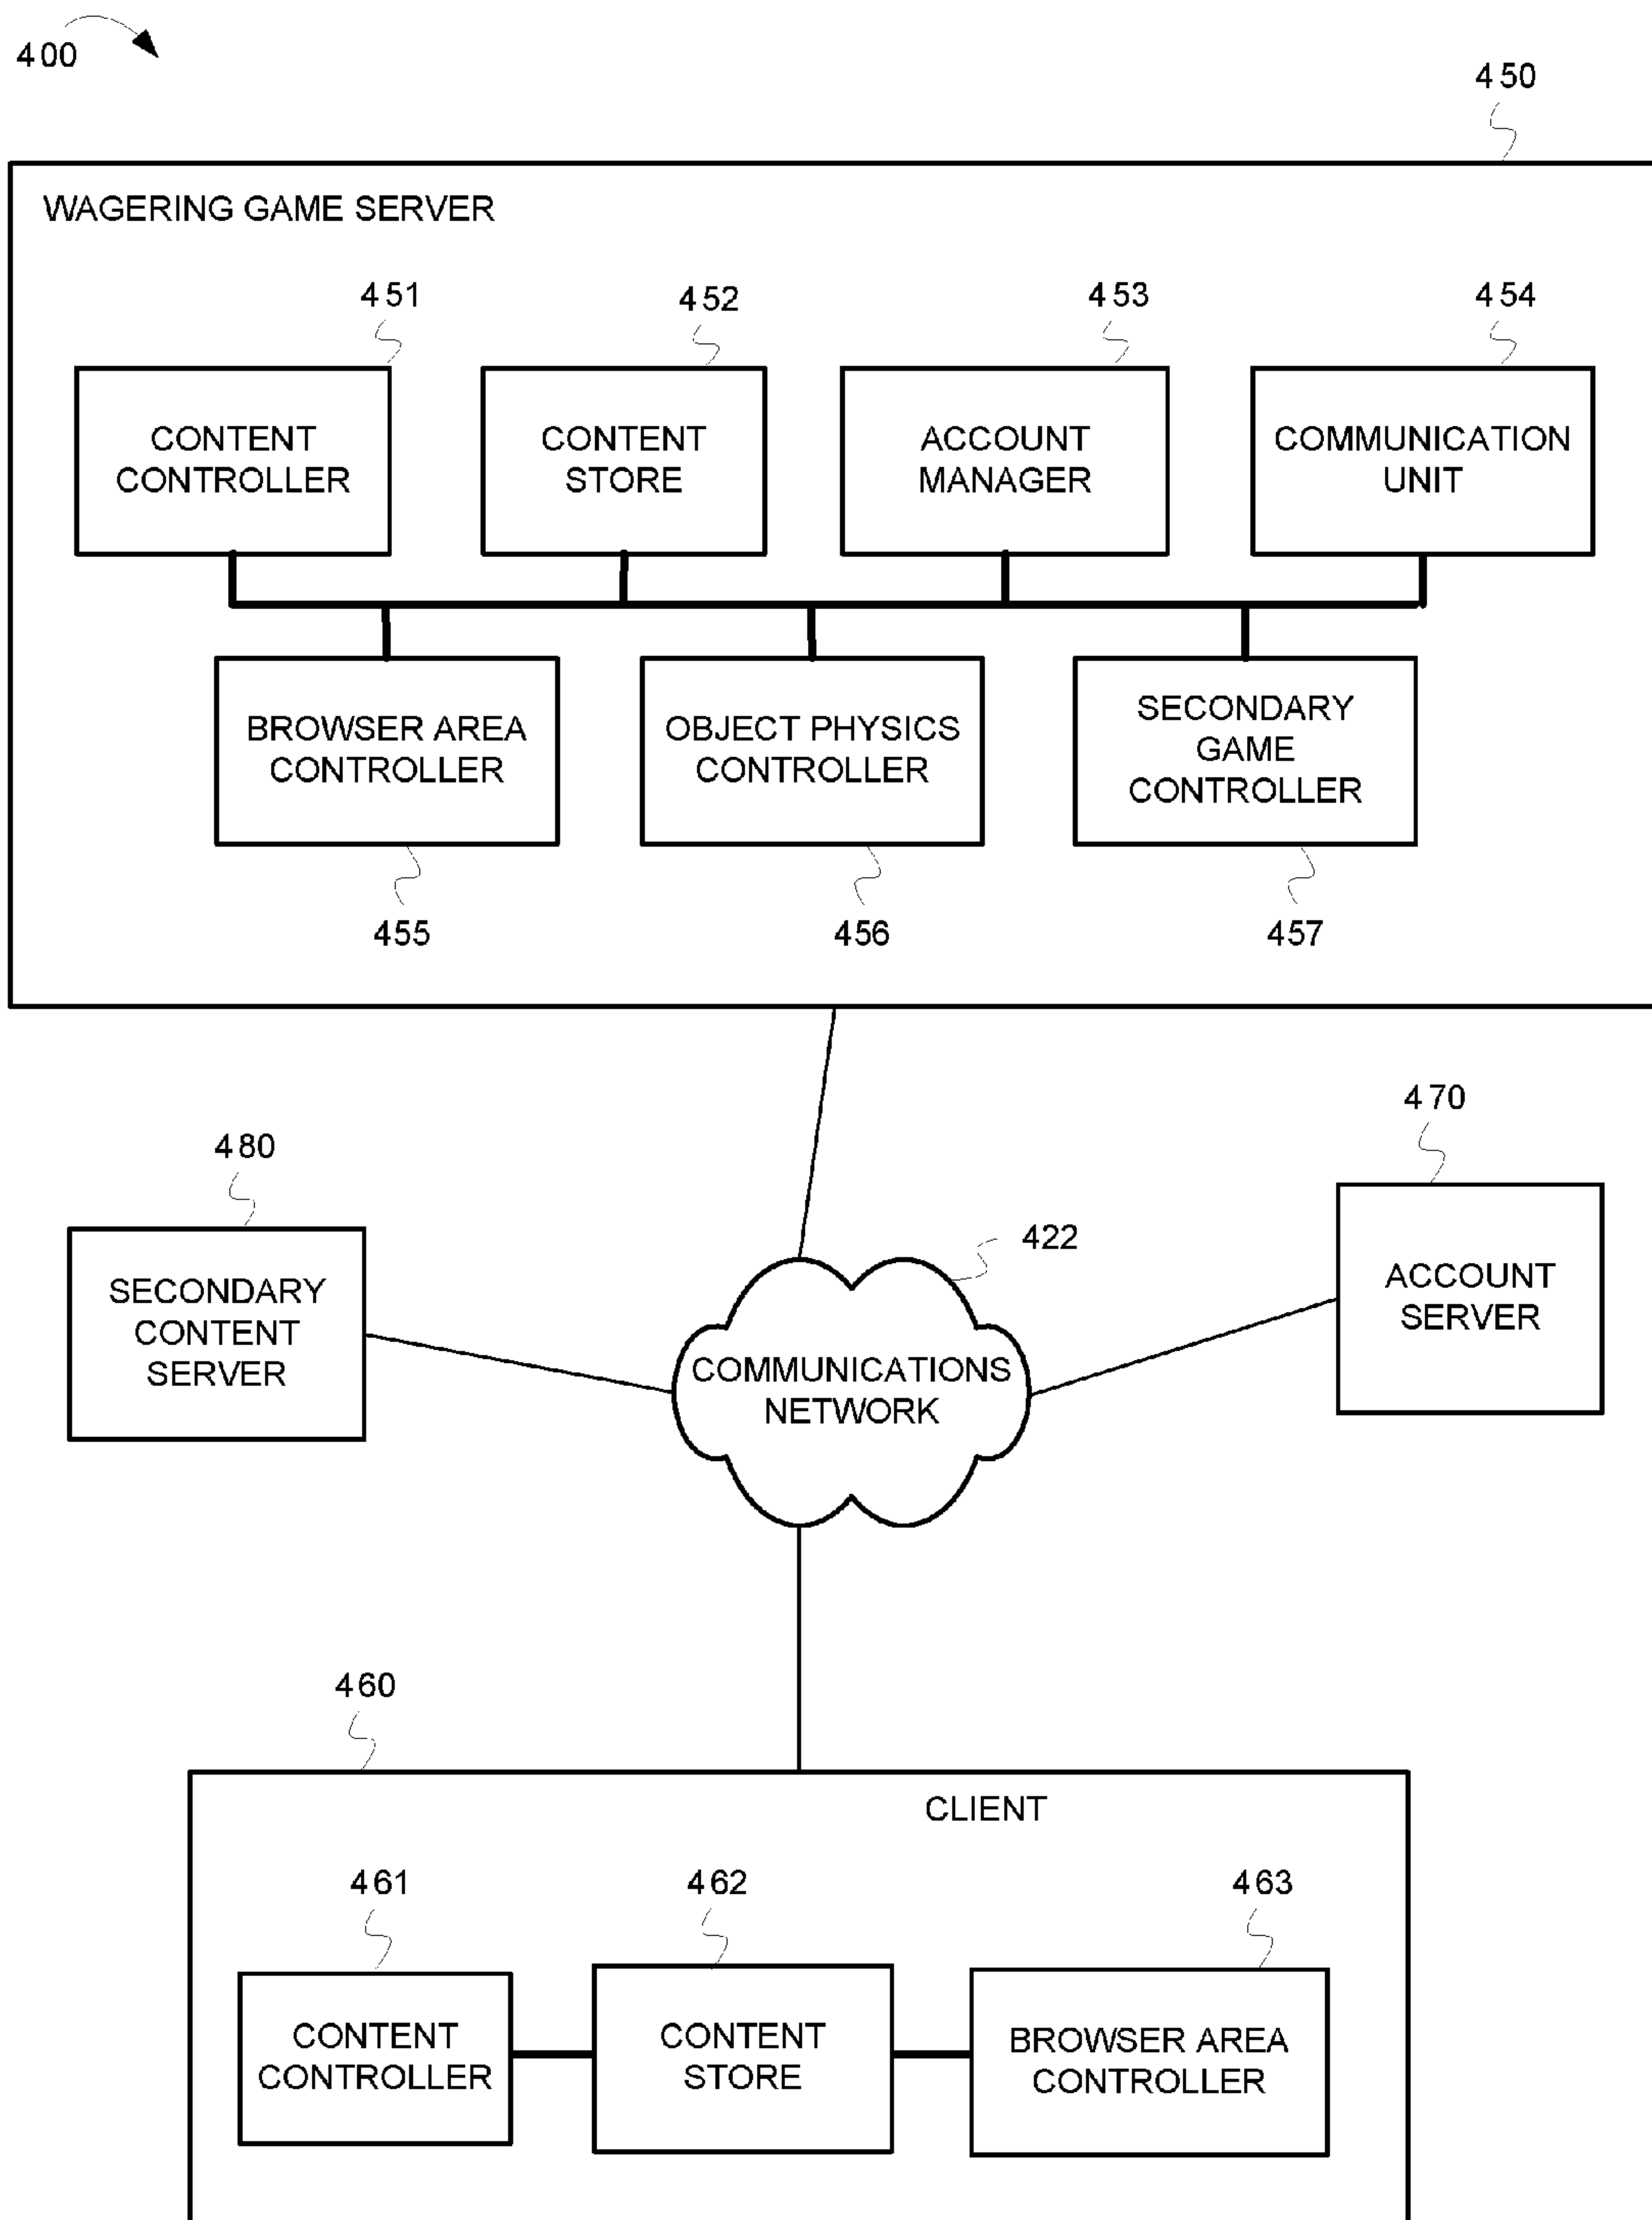 400
450
WAGERING GAME SERVER
451
452
453
454
CONTENT
CONTROLLER
CONTENT
STORE
ACCOUNT
MANAGER
COMMUNICATION
UNIT
BROWSER AREA
CONTROLLER
OBJECT PHYSICS
CONTROLLER
SECONDARY
GAME
CONTROLLER
455
456
457
480
470
422
SECONDARY
CONTENT
SERVER
COMMUNICATIONS
NETWORK
ACCOUNT
SERVER
460
CLIENT
461
462
463
CONTENT
CONTROLLER
CONTENT
STORE
BROWSER AREA
CONTROLLER